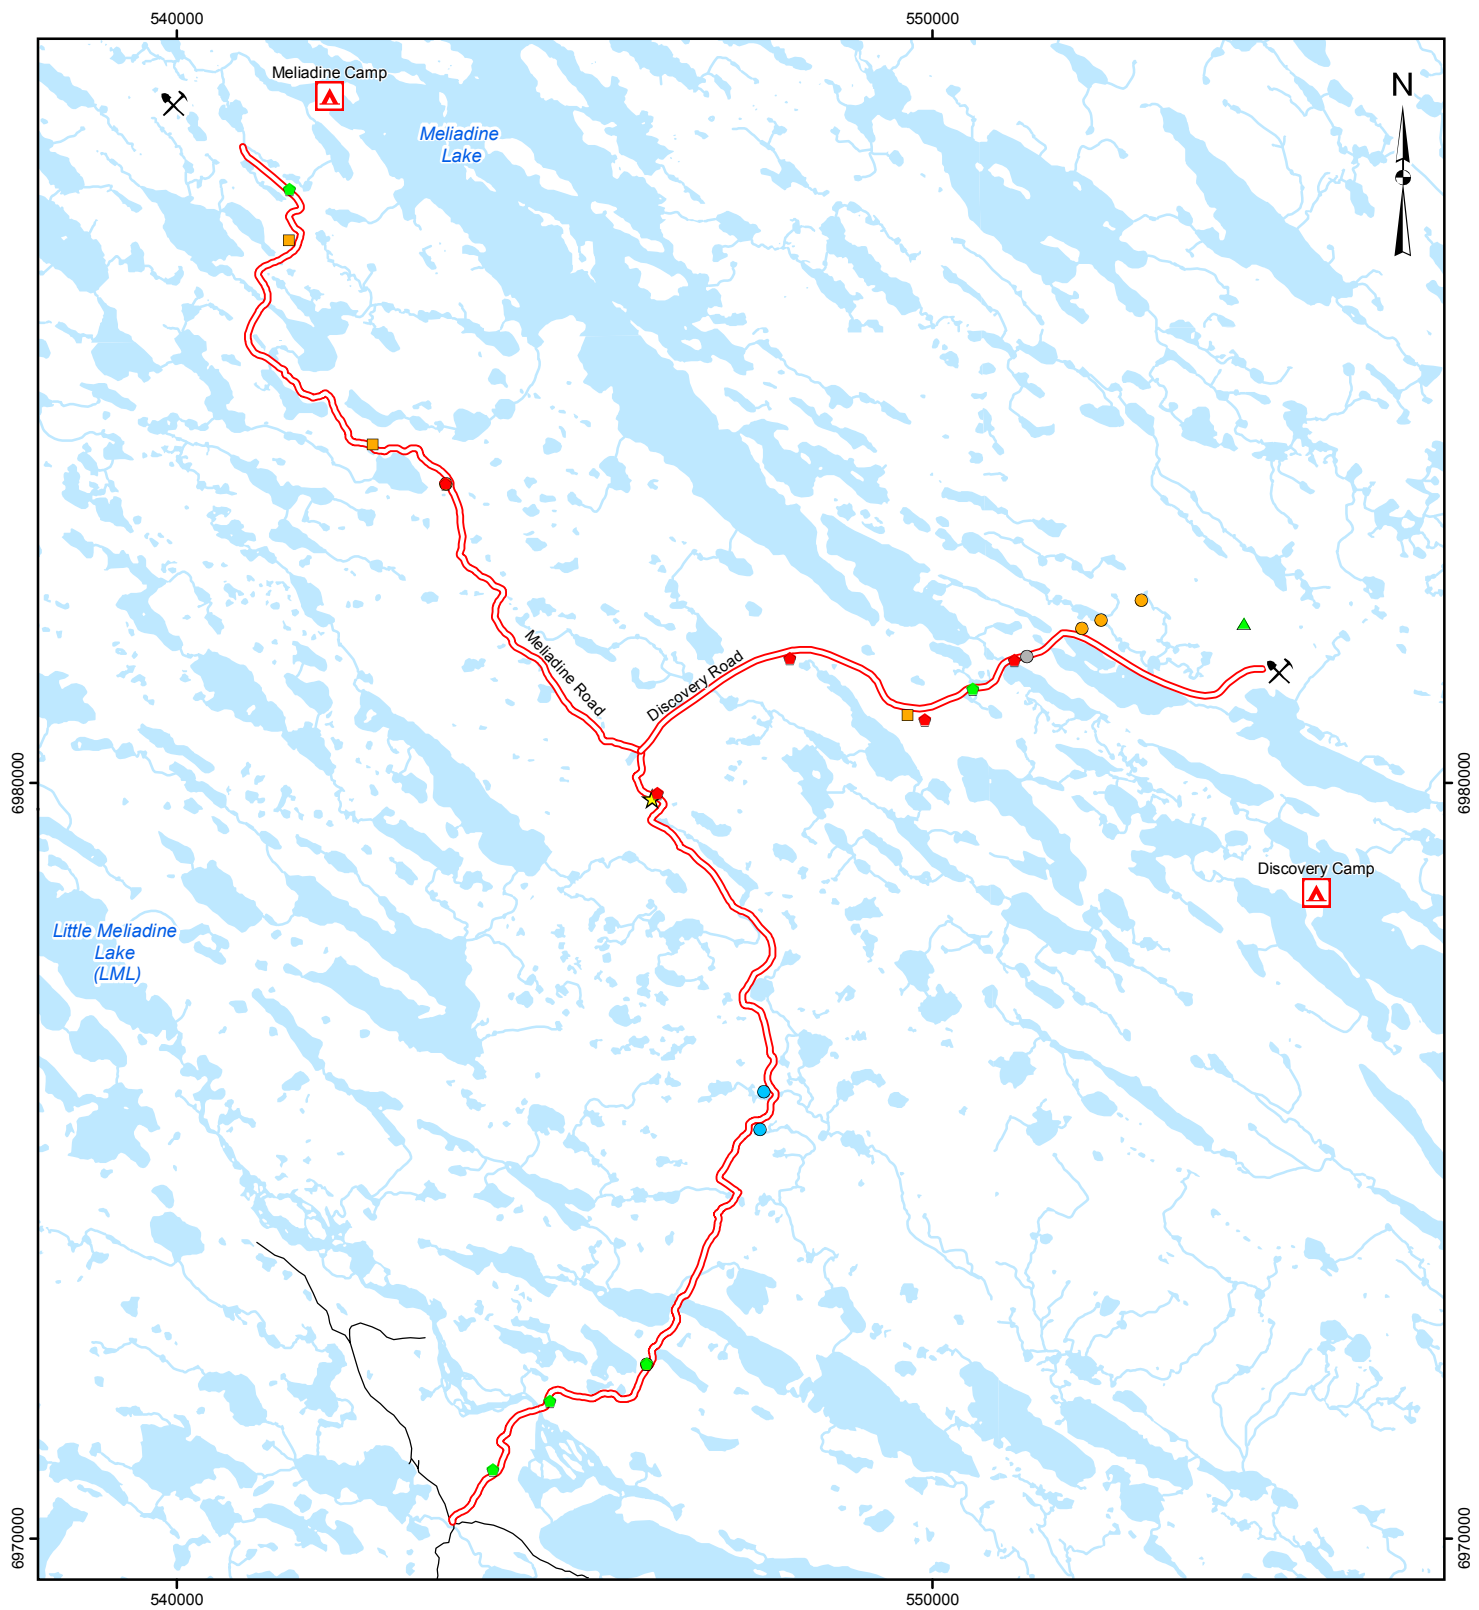 540000
550000
Meliadine Camp
N
Meliadine
Lake
Meliadine Road
Discovery Road
6980000
6980000
Discovery Camp
Little Meliadine
Lake
(LML)
6970000
6970000
540000
550000